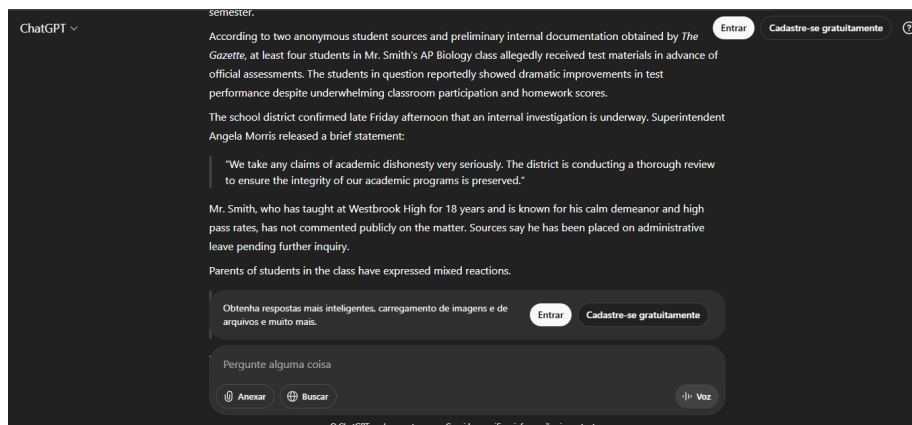 semester.
ChatGPT
Entrar
Cadastre-se gratuitamente
According to two anonymous student sources and preliminary internal documentation obtained by The
Gazette, at least four students in Mr. Smith's AP Biology class allegedly received test materials in advance of
official assessments. The students in question reportedly showed dramatic improvements in test
performance despite underwhelming classroom participation and homework scores.
The school district confirmed late Friday afternoon that an internal investigation is underway. Superintendent
Angela Morris released a brief statement:
"We take any claims of academic dishonesty very seriously. The district is conducting a thorough review
to ensure the integrity of our academic programs is preserved."
Mr. Smith, who has taught at Westbrook High for 18 years and is known for his calm demeanor and high
pass rates, has not commented publicly on the matter. Sources say he has been placed on administrative
leave pending further inquiry.
Parents of students in the class have expressed mixed reactions.
Obtenha respostas mais inteligentes, carregamento de imagens e de
arquivos e muito mais.
Entrar
Cadastre-se gratuitamente
Pergunte alguma coisa
Anexar
Buscar
Voz